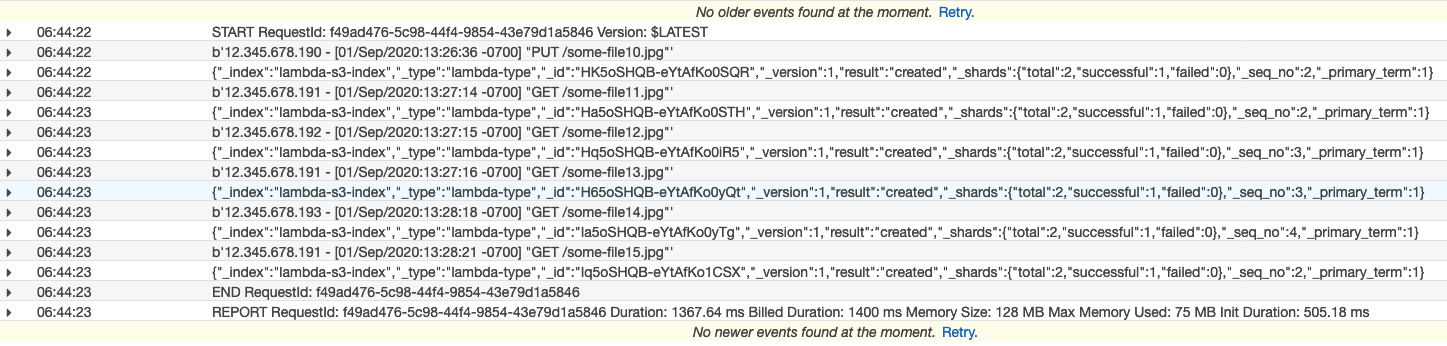 No older events found at the moment. Retry.
06:44:22 START RequestId: f49ad476-5c98-44f4-9854-43e79d1a5846 Version: $LATEST
06:44:22 b'12.345.678.190 - [01/Sep/2020:13:26:36 -0700] "PUT /some-file10.jpg"'
06:44:22 {"_index":"lambda-s3-index","_type":"lambda-type","_id":"HK5oSHQB-eYtAfKo0SQR","_version":1,"result":"created","_shards":{"total":2,"successful":1,"failed":0},"_seq_no":2,"_primary_term":1}
06:44:22 b'12.345.678.191 - [01/Sep/2020:13:27:14 -0700] "GET /some-file11.jpg"'
06:44:23 {"_index":"lambda-s3-index","_type":"lambda-type","_id":"Ha5oSHQB-eYtAfKo0STH","_version":1,"result":"created","_shards":{"total":2,"successful":1,"failed":0},"_seq_no":2,"_primary_term":1}
06:44:23 b'12.345.678.192 - [01/Sep/2020:13:27:15 -0700] "GET /some-file12.jpg"'
06:44:23 {"_index":"lambda-s3-index","_type":"lambda-type","_id":"Hq5oSHQB-eYtAfKo0iR5","_version":1,"result":"created","_shards":{"total":2,"successful":1,"failed":0},"_seq_no":3,"_primary_term":1}
06:44:23 b'12.345.678.191 - [01/Sep/2020:13:27:16 -0700] "GET /some-file13.jpg"'
06:44:23 {"_index":"lambda-s3-index","_type":"lambda-type","_id":"H65oSHQB-eYtAfKo0yQt","_version":1,"result":"created","_shards":{"total":2,"successful":1,"failed":0},"_seq_no":3,"_primary_term":1}
06:44:23 b'12.345.678.193 - [01/Sep/2020:13:28:18 -0700] "GET /some-file14.jpg"'
06:44:23 {"_index":"lambda-s3-index","_type":"lambda-type","_id":"Ia5oSHQB-eYtAfKo0yTg","_version":1,"result":"created","_shards":{"total":2,"successful":1,"failed":0},"_seq_no":4,"_primary_term":1}
06:44:23 b'12.345.678.191 - [01/Sep/2020:13:28:21 -0700] "GET /some-file15.jpg"'
06:44:23 {"_index":"lambda-s3-index","_type":"lambda-type","_id":"Iq5oSHQB-eYtAfKo1CSX","_version":1,"result":"created","_shards":{"total":2,"successful":1,"failed":0},"_seq_no":2,"_primary_term":1}
06:44:23 END RequestId: f49ad476-5c98-44f4-9854-43e79d1a5846
06:44:23 REPORT RequestId: f49ad476-5c98-44f4-9854-43e79d1a5846 Duration: 1367.64 ms Billed Duration: 1400 ms Memory Size: 128 MB Max Memory Used: 75 MB Init Duration: 505.18 ms
No newer events found at the moment. Retry.